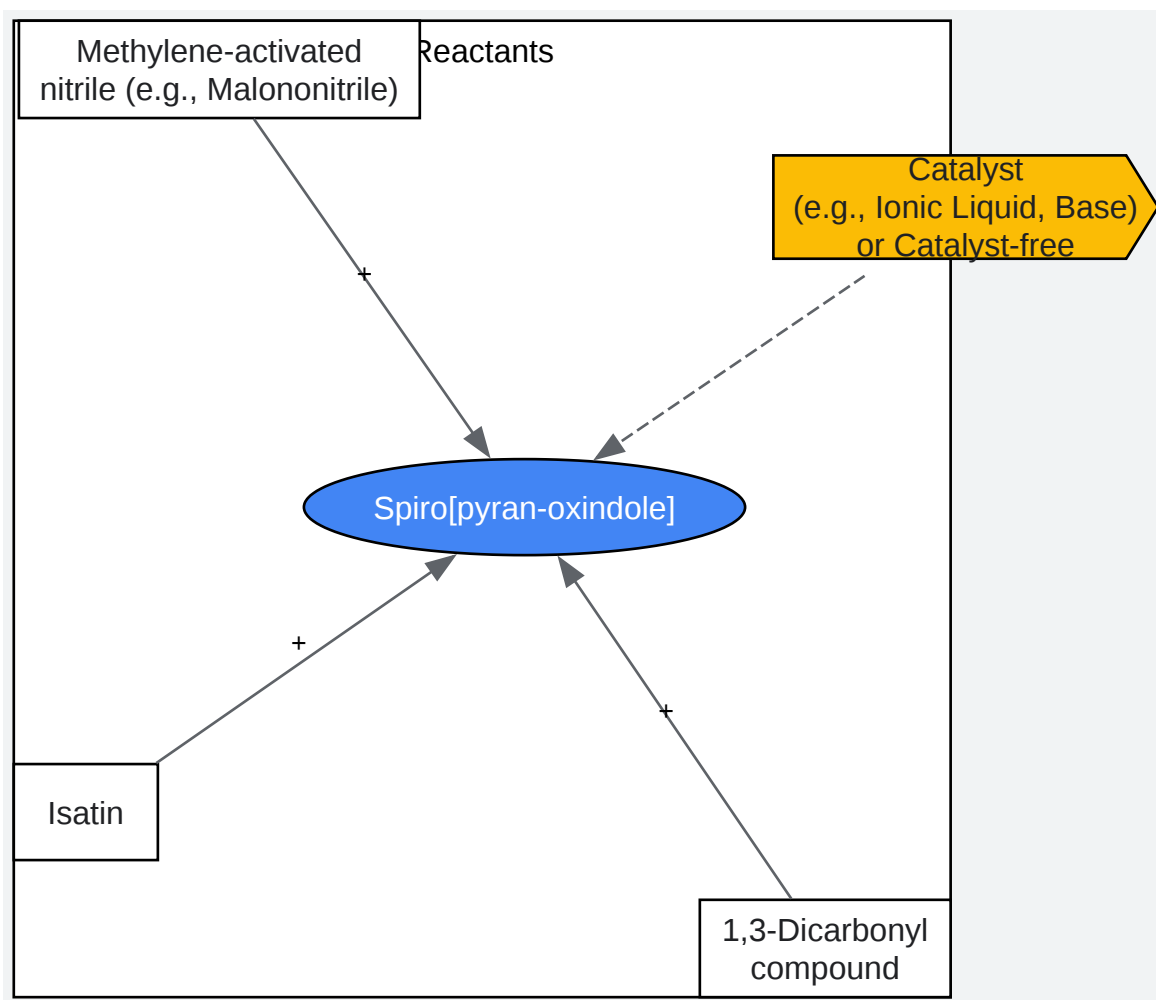 Methylene-activated
nitrile (e.g., Malononitrile)
Reactants
Catalyst
(e.g., Ionic Liquid, Base)
or Catalyst-free
+
Spiro[pyran-oxindole]
+
+
Isatin
1,3-Dicarbonyl
compound